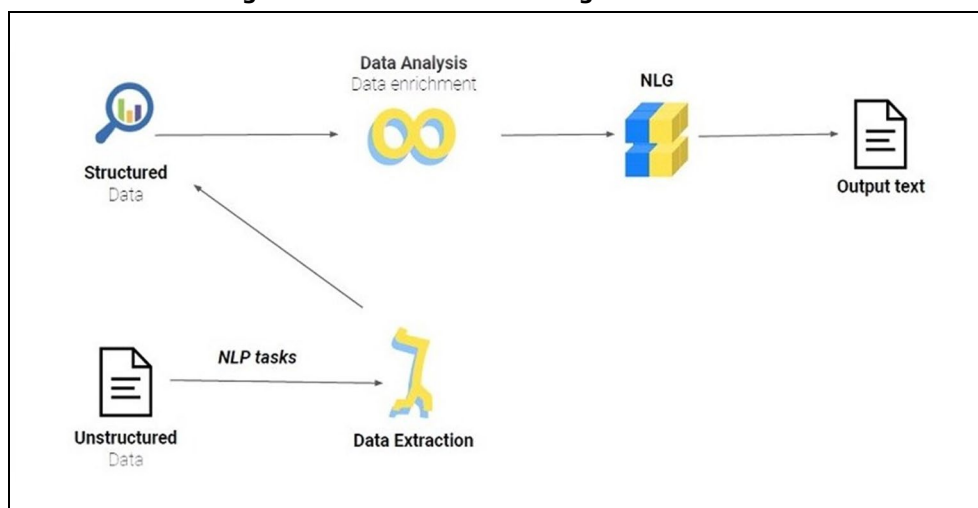 Data Analysis
Data enrichment
NLG
Structured
Data
Output text
NLP tasks
Unstructured
Data
Data Extraction